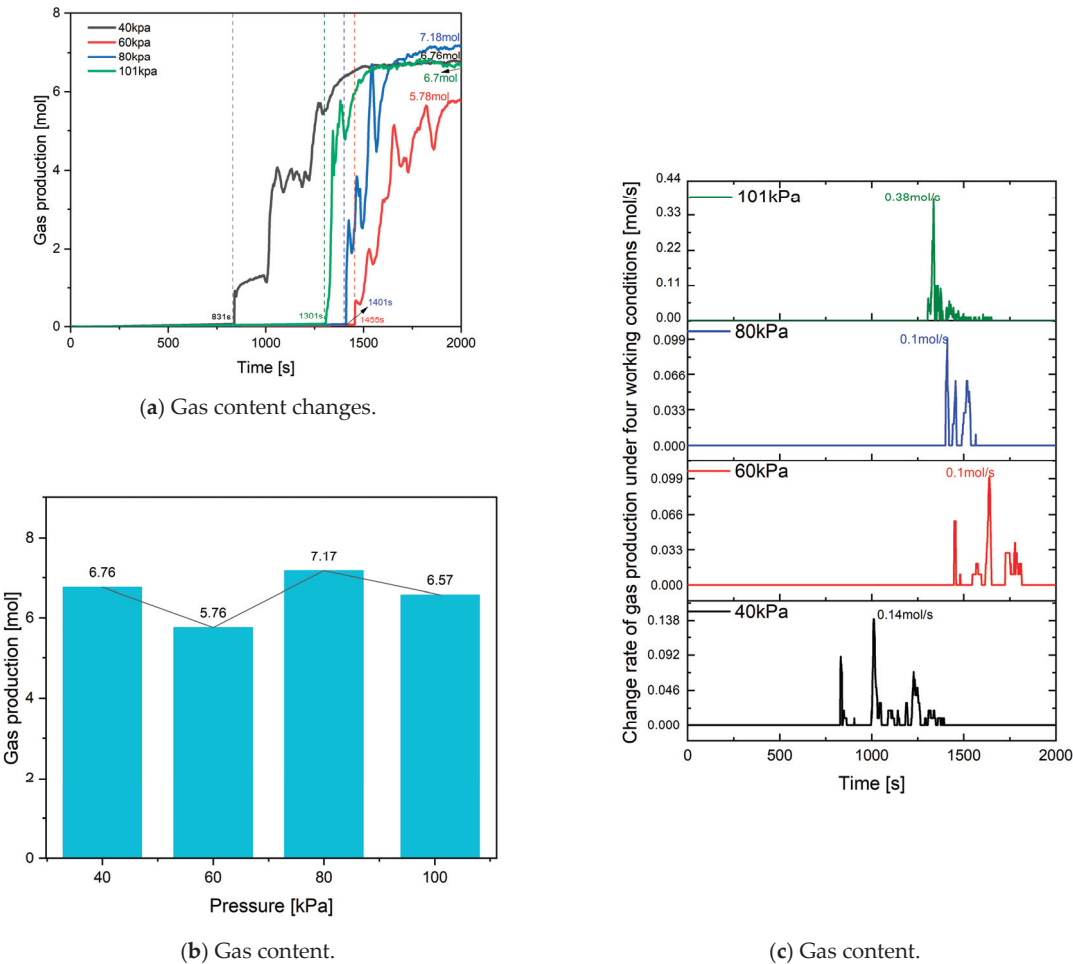 8
6
4
2
0
Gas production [mol]
40kpa
60kpa
80kpa
101kpa
7.18mol
6.76mol
6.7mol
5.78mol
831s
1301s
1401s
1455s
0 500 1000 1500 2000
Time [s]
(a) Gas content changes.
8
6
4
2
0
Gas production [mol]
6.76
5.76
7.17
6.57
40 60 80 100
Pressure [kPa]
(b) Gas content.
Change rate of gas production under four working conditions [mol/s]
0.44
0.33
0.22
0.11
0.00
101kPa
0.38mol/s
0.099
0.066
0.033
0.000
80kPa
0.1mol/s
0.099
0.066
0.033
0.000
60kPa
0.1mol/s
0.138
0.092
0.046
0.000
40kPa
0.14mol/s
0 500 1000 1500 2000
Time [s]
(c) Gas content.